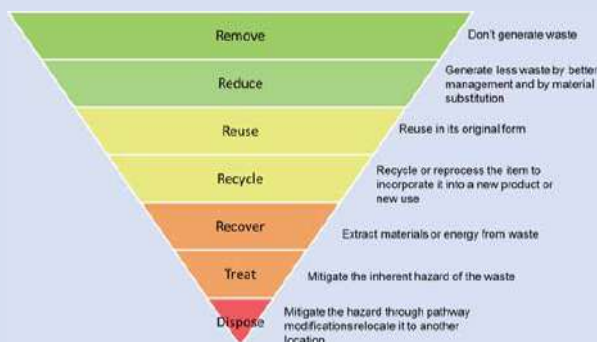 Remove
Don't generate waste
Reduce
Generate less waste by better
management and by material
substitution
Reuse
Reuse in its original form
Recycle
Recycle or reprocess the item to
incorporate it into a new product or
new use
Recover
Extract materials or energy from waste
Treat
Mitigate the inherent hazard of the waste
Dispose
Mitigate the hazard through pathway
modifications relocate it to another
location